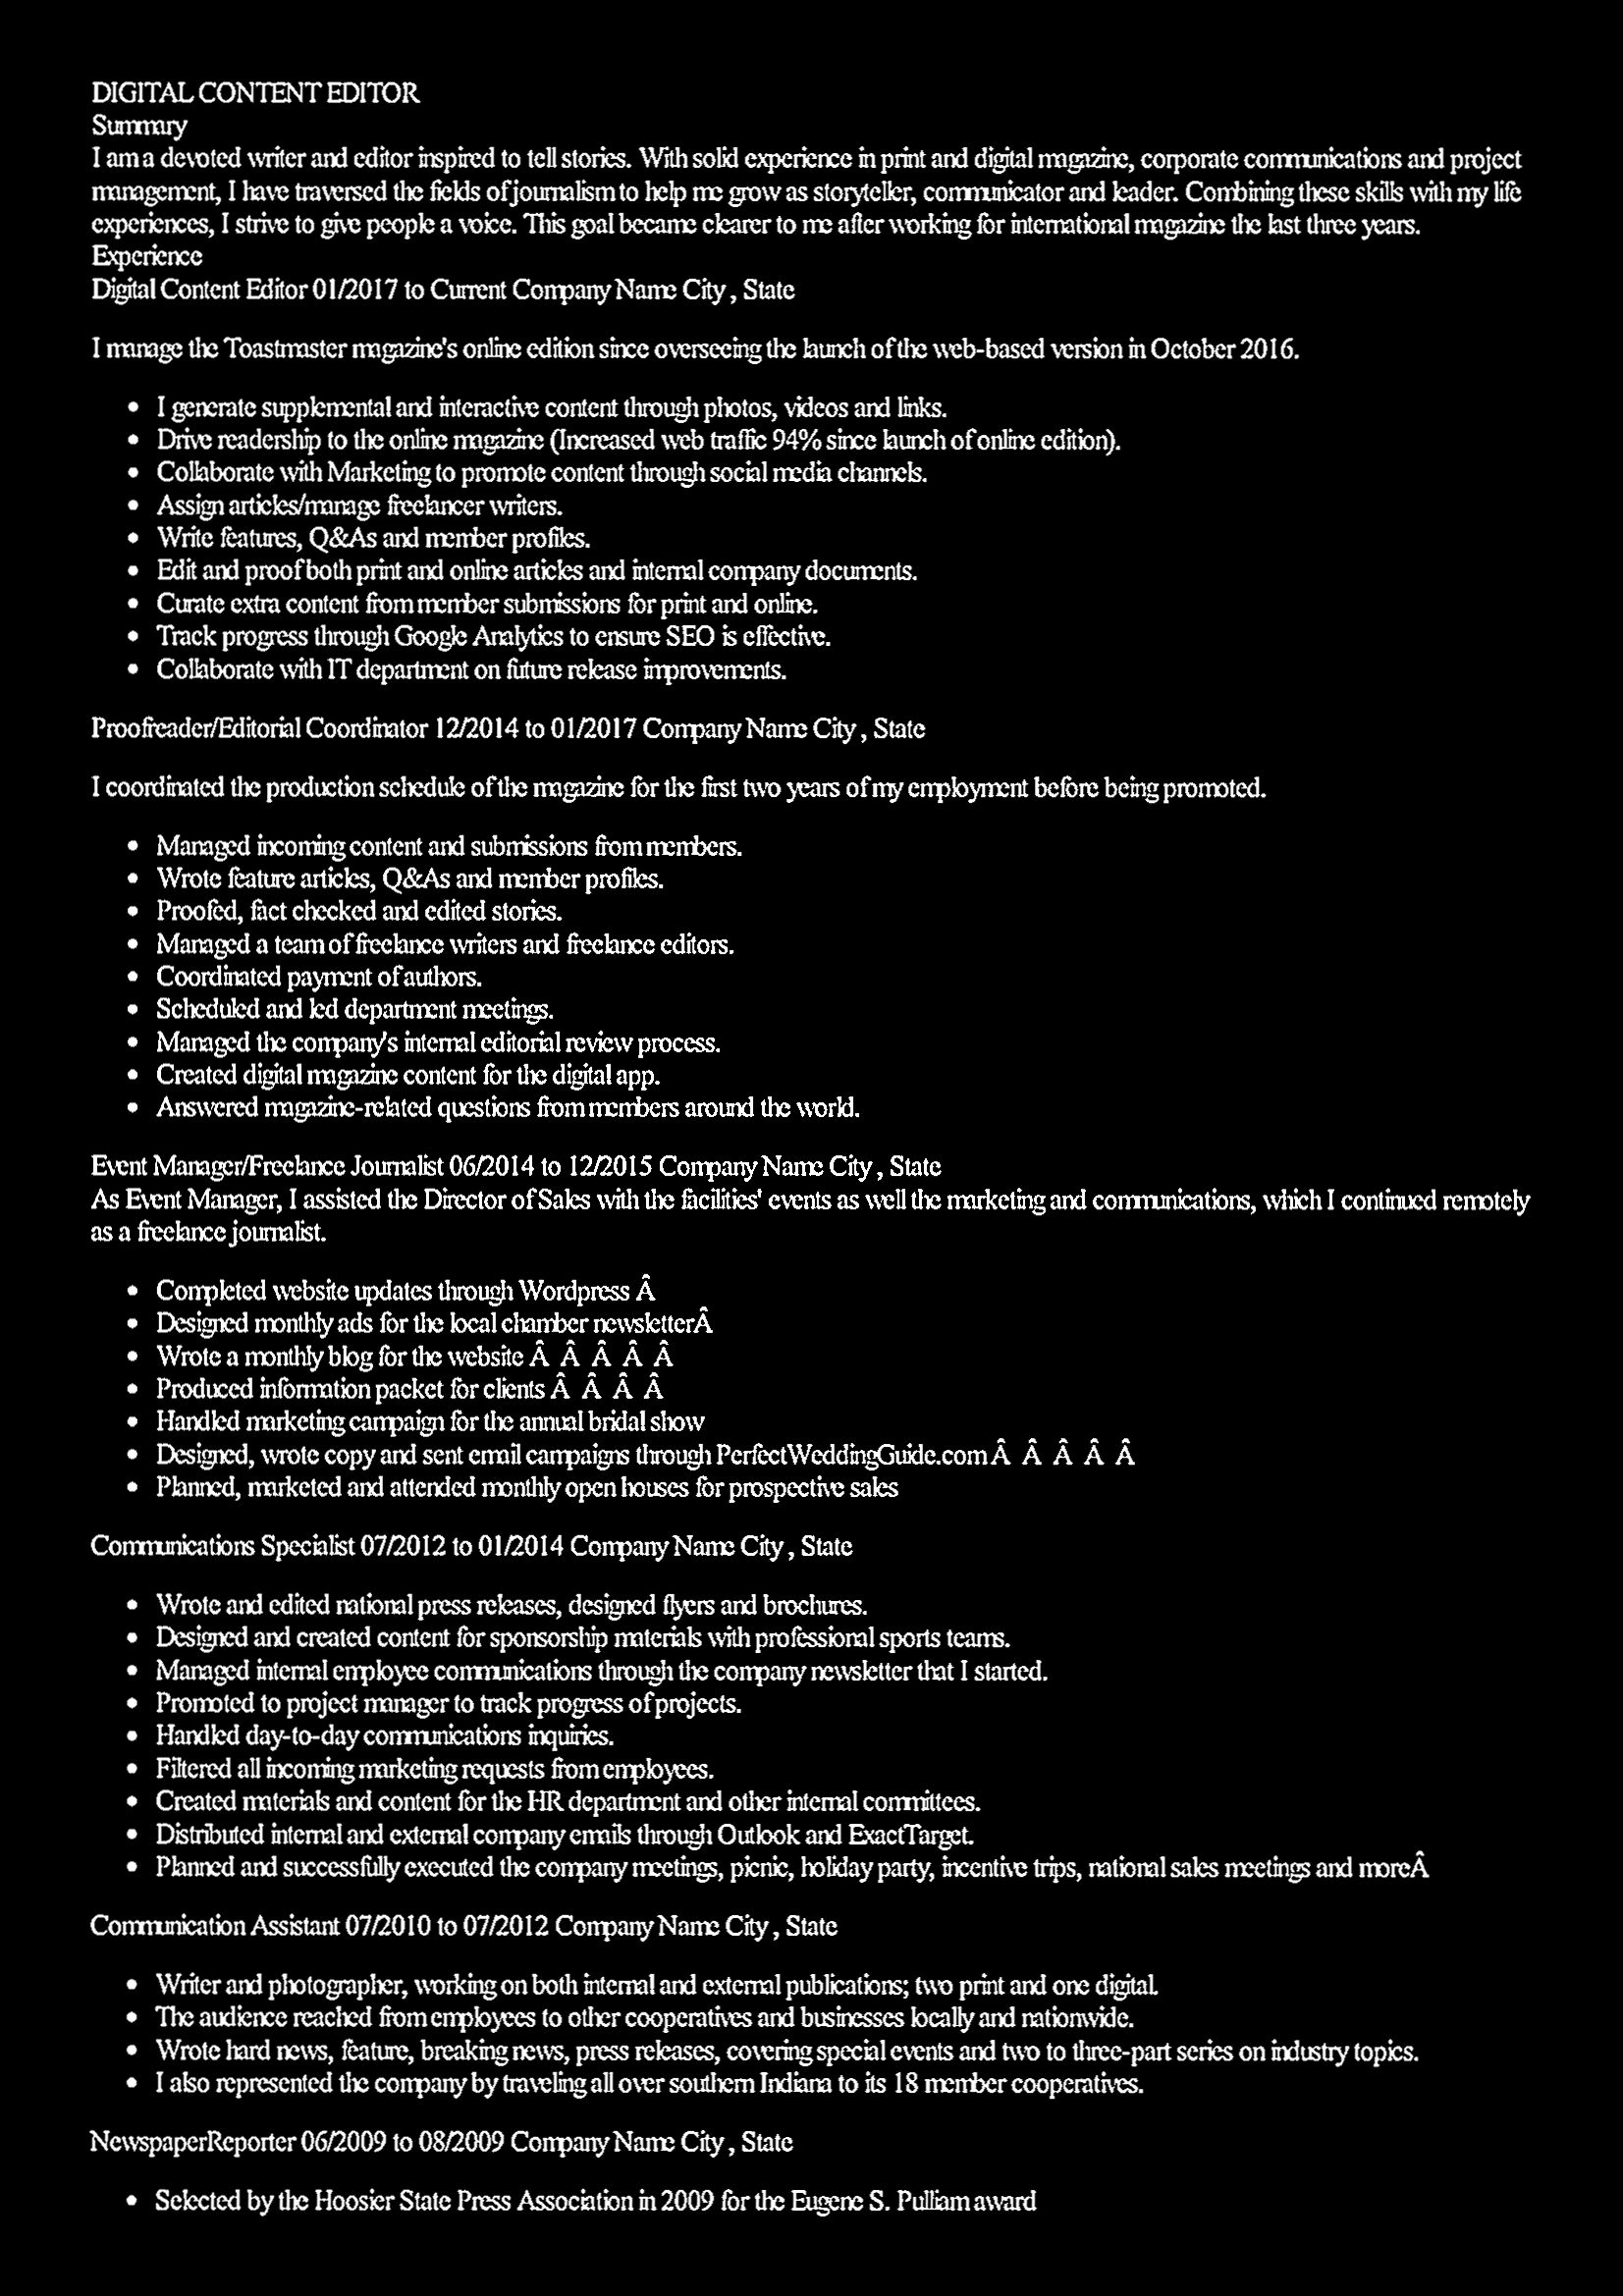 DIGITAL CONTENT EDITOR
Summary
I am a devoted writer and editor inspired to tell stories. With solid experience in print and digital magazine, corporate communications and project
management, I have traversed the fields of journalism to help me grow as storyteller, communicator and leader. Combining these skills with my life
experiences, I strive to give people a voice. This goal became clearer to me after working for international magazine the last three years.
Experience
Digital Content Editor 01/2017 to Current Company Name City , State
I manage the Toastmaster magazine's online edition since overseeing the launch of the web-based version in October 2016.
• I generate supplemental and interactive content through photos, videos and links.
• Drive readership to the online magazine (Increased web traffic 94% since launch of online edition).
• Collaborate with Marketing to promote content through social media channels.
• Assign articles/manage freelancer writers.
• Write features, Q&As and member profiles.
• Edit and proof both print and online articles and internal company documents.
• Curate extra content from member submissions for print and online.
• Track progress through Google Analytics to ensure SEO is effective.
• Collaborate with IT department on future release improvements.
Proofreader/Editorial Coordinator 12/2014 to 01/2017 Company Name City , State
I coordinated the production schedule of the magazine for the first two years of my employment before being promoted.
• Managed incoming content and submissions from members.
• Wrote feature articles, Q&As and member profiles.
• Proofed, fact checked and edited stories.
• Managed a team of freelance writers and freelance editors.
• Coordinated payment of authors.
• Scheduled and led department meetings.
• Managed the company's internal editorial review process.
• Created digital magazine content for the digital app.
• Answered magazine-related questions from members around the world.
Event Manager/Freelance Journalist 06/2014 to 12/2015 Company Name City , State
As Event Manager, I assisted the Director of Sales with the facilities' events as well the marketing and communications, which I continued remotely
as a freelance journalist.
• Completed website updates through Wordpress Â
• Designed monthly ads for the local chamber newsletterÂ
• Wrote a monthly blog for the website Â Â Â Â Â
• Produced information packet for clients Â Â Â Â
• Handled marketing campaign for the annual bridal show
• Designed, wrote copy and sent email campaigns through PerfectWeddingGuide.com Â Â Â Â Â
• Planned, marketed and attended monthly open houses for prospective sales
Communications Specialist 07/2012 to 01/2014 Company Name City , State
• Wrote and edited national press releases, designed flyers and brochures.
• Designed and created content for sponsorship materials with professional sports teams.
• Managed internal employee communications through the company newsletter that I started.
• Promoted to project manager to track progress of projects.
• Handled day-to-day communications inquiries.
• Filtered all incoming marketing requests from employees.
• Created materials and content for the HR department and other internal committees.
• Distributed internal and external company emails through Outlook and ExactTarget.
• Planned and successfully executed the company meetings, picnic, holiday party, incentive trips, national sales meetings and moreÂ
Communication Assistant 07/2010 to 07/2012 Company Name City , State
• Writer and photographer, working on both internal and external publications; two print and one digital.
• The audience reached from employees to other cooperatives and businesses locally and nationwide.
• Wrote hard news, feature, breaking news, press releases, covering special events and two to three-part series on industry topics.
• I also represented the company by traveling all over southern Indiana to its 18 member cooperatives.
NewspaperReporter 06/2009 to 08/2009 Company Name City , State
• Selected by the Hoosier State Press Association in 2009 for the Eugene S. Pulliam award